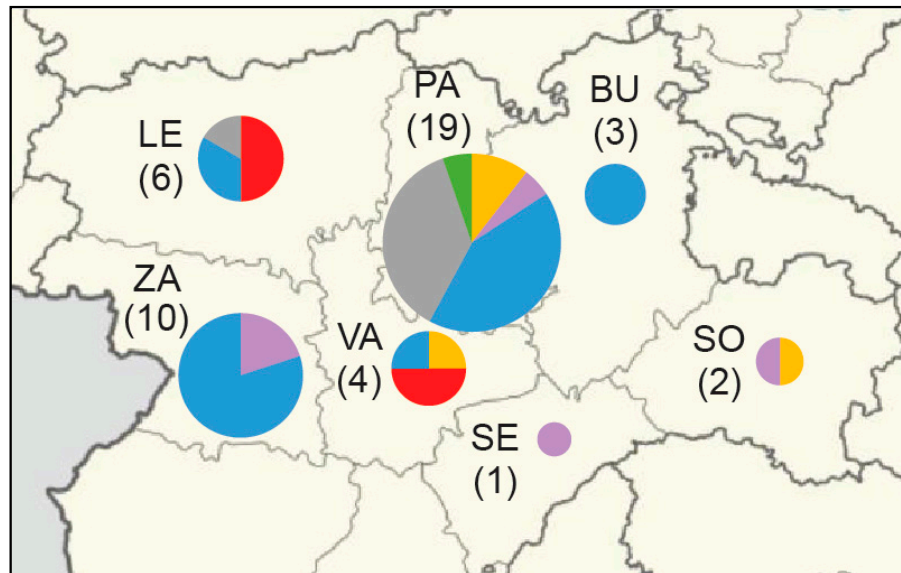 PA
(19)
BU
(3)
LE
(6)
ZA
(10)
VA
(4)
SO
(2)
SE
(1)